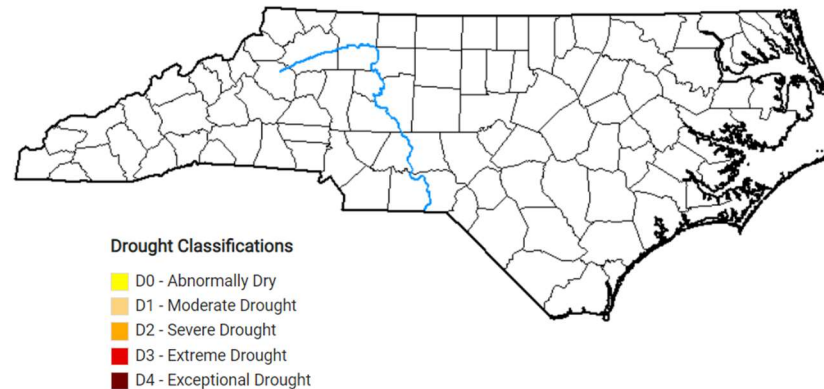 Drought Classifications
D0 - Abnormally Dry
D1 - Moderate Drought
D2 - Severe Drought
D3 - Extreme Drought
D4 - Exceptional Drought